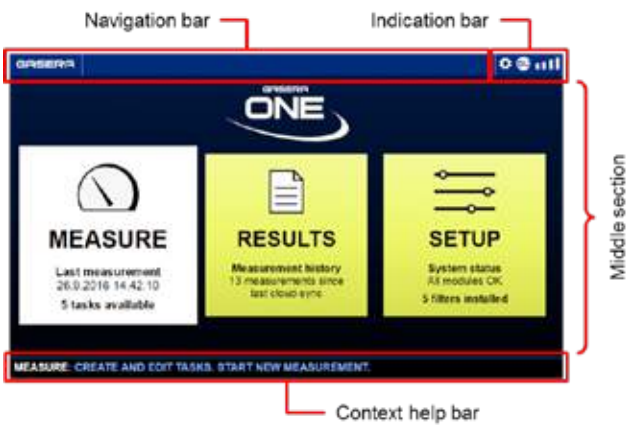 Navigation bar
Indication bar
GASERA
GASERA
ONE
MEASURE
Last measurement
26.9.2016 14.42.10
5 tasks available
RESULTS
Measurement history
13 measurements since
last cloud sync
SETUP
System status
All modules OK
5 filters installed
Middle section
MEASURE: CREATE AND EDIT TASKS. START NEW MEASUREMENT.
Context help bar